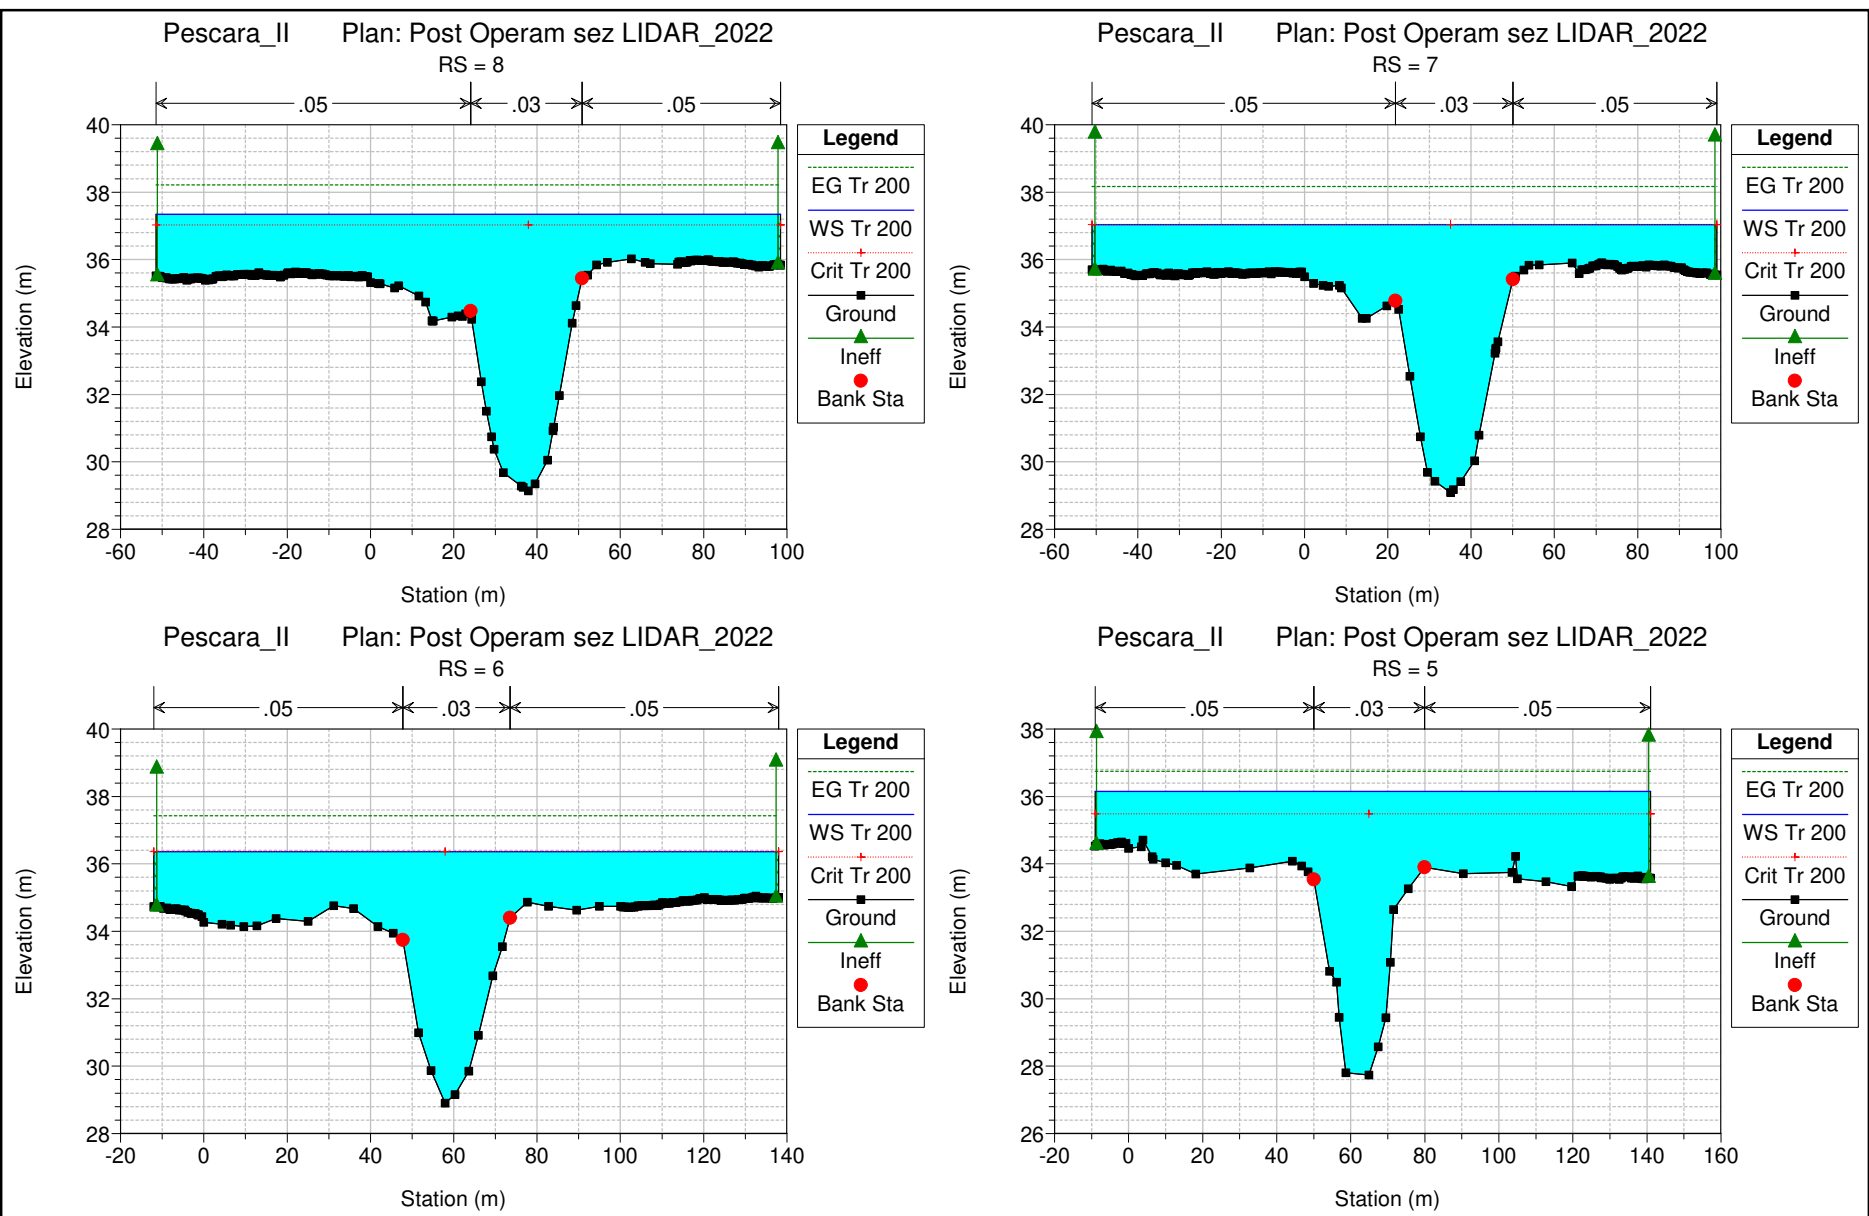 Pescara_II Plan: Post Operam sez LIDAR_2022
RS = 8
.05 .03 .05
40
38
36
34
32
30
28
-60 -40 -20 0 20 40 60 80 100
Elevation (m)
Station (m)
Legend
EG Tr 200
WS Tr 200
Crit Tr 200
Ground
Ineff
Bank Sta
Pescara_II Plan: Post Operam sez LIDAR_2022
RS = 7
.05 .03 .05
40
38
36
34
32
30
28
-60 -40 -20 0 20 40 60 80 100
Elevation (m)
Station (m)
Legend
EG Tr 200
WS Tr 200
Crit Tr 200
Ground
Ineff
Bank Sta
Pescara_II Plan: Post Operam sez LIDAR_2022
RS = 6
.05 .03 .05
40
38
36
34
32
30
28
-20 0 20 40 60 80 100 120 140
Elevation (m)
Station (m)
Legend
EG Tr 200
WS Tr 200
Crit Tr 200
Ground
Ineff
Bank Sta
Pescara_II Plan: Post Operam sez LIDAR_2022
RS = 5
.05 .03 .05
38
36
34
32
30
28
26
-20 0 20 40 60 80 100 120 140 160
Elevation (m)
Station (m)
Legend
EG Tr 200
WS Tr 200
Crit Tr 200
Ground
Ineff
Bank Sta